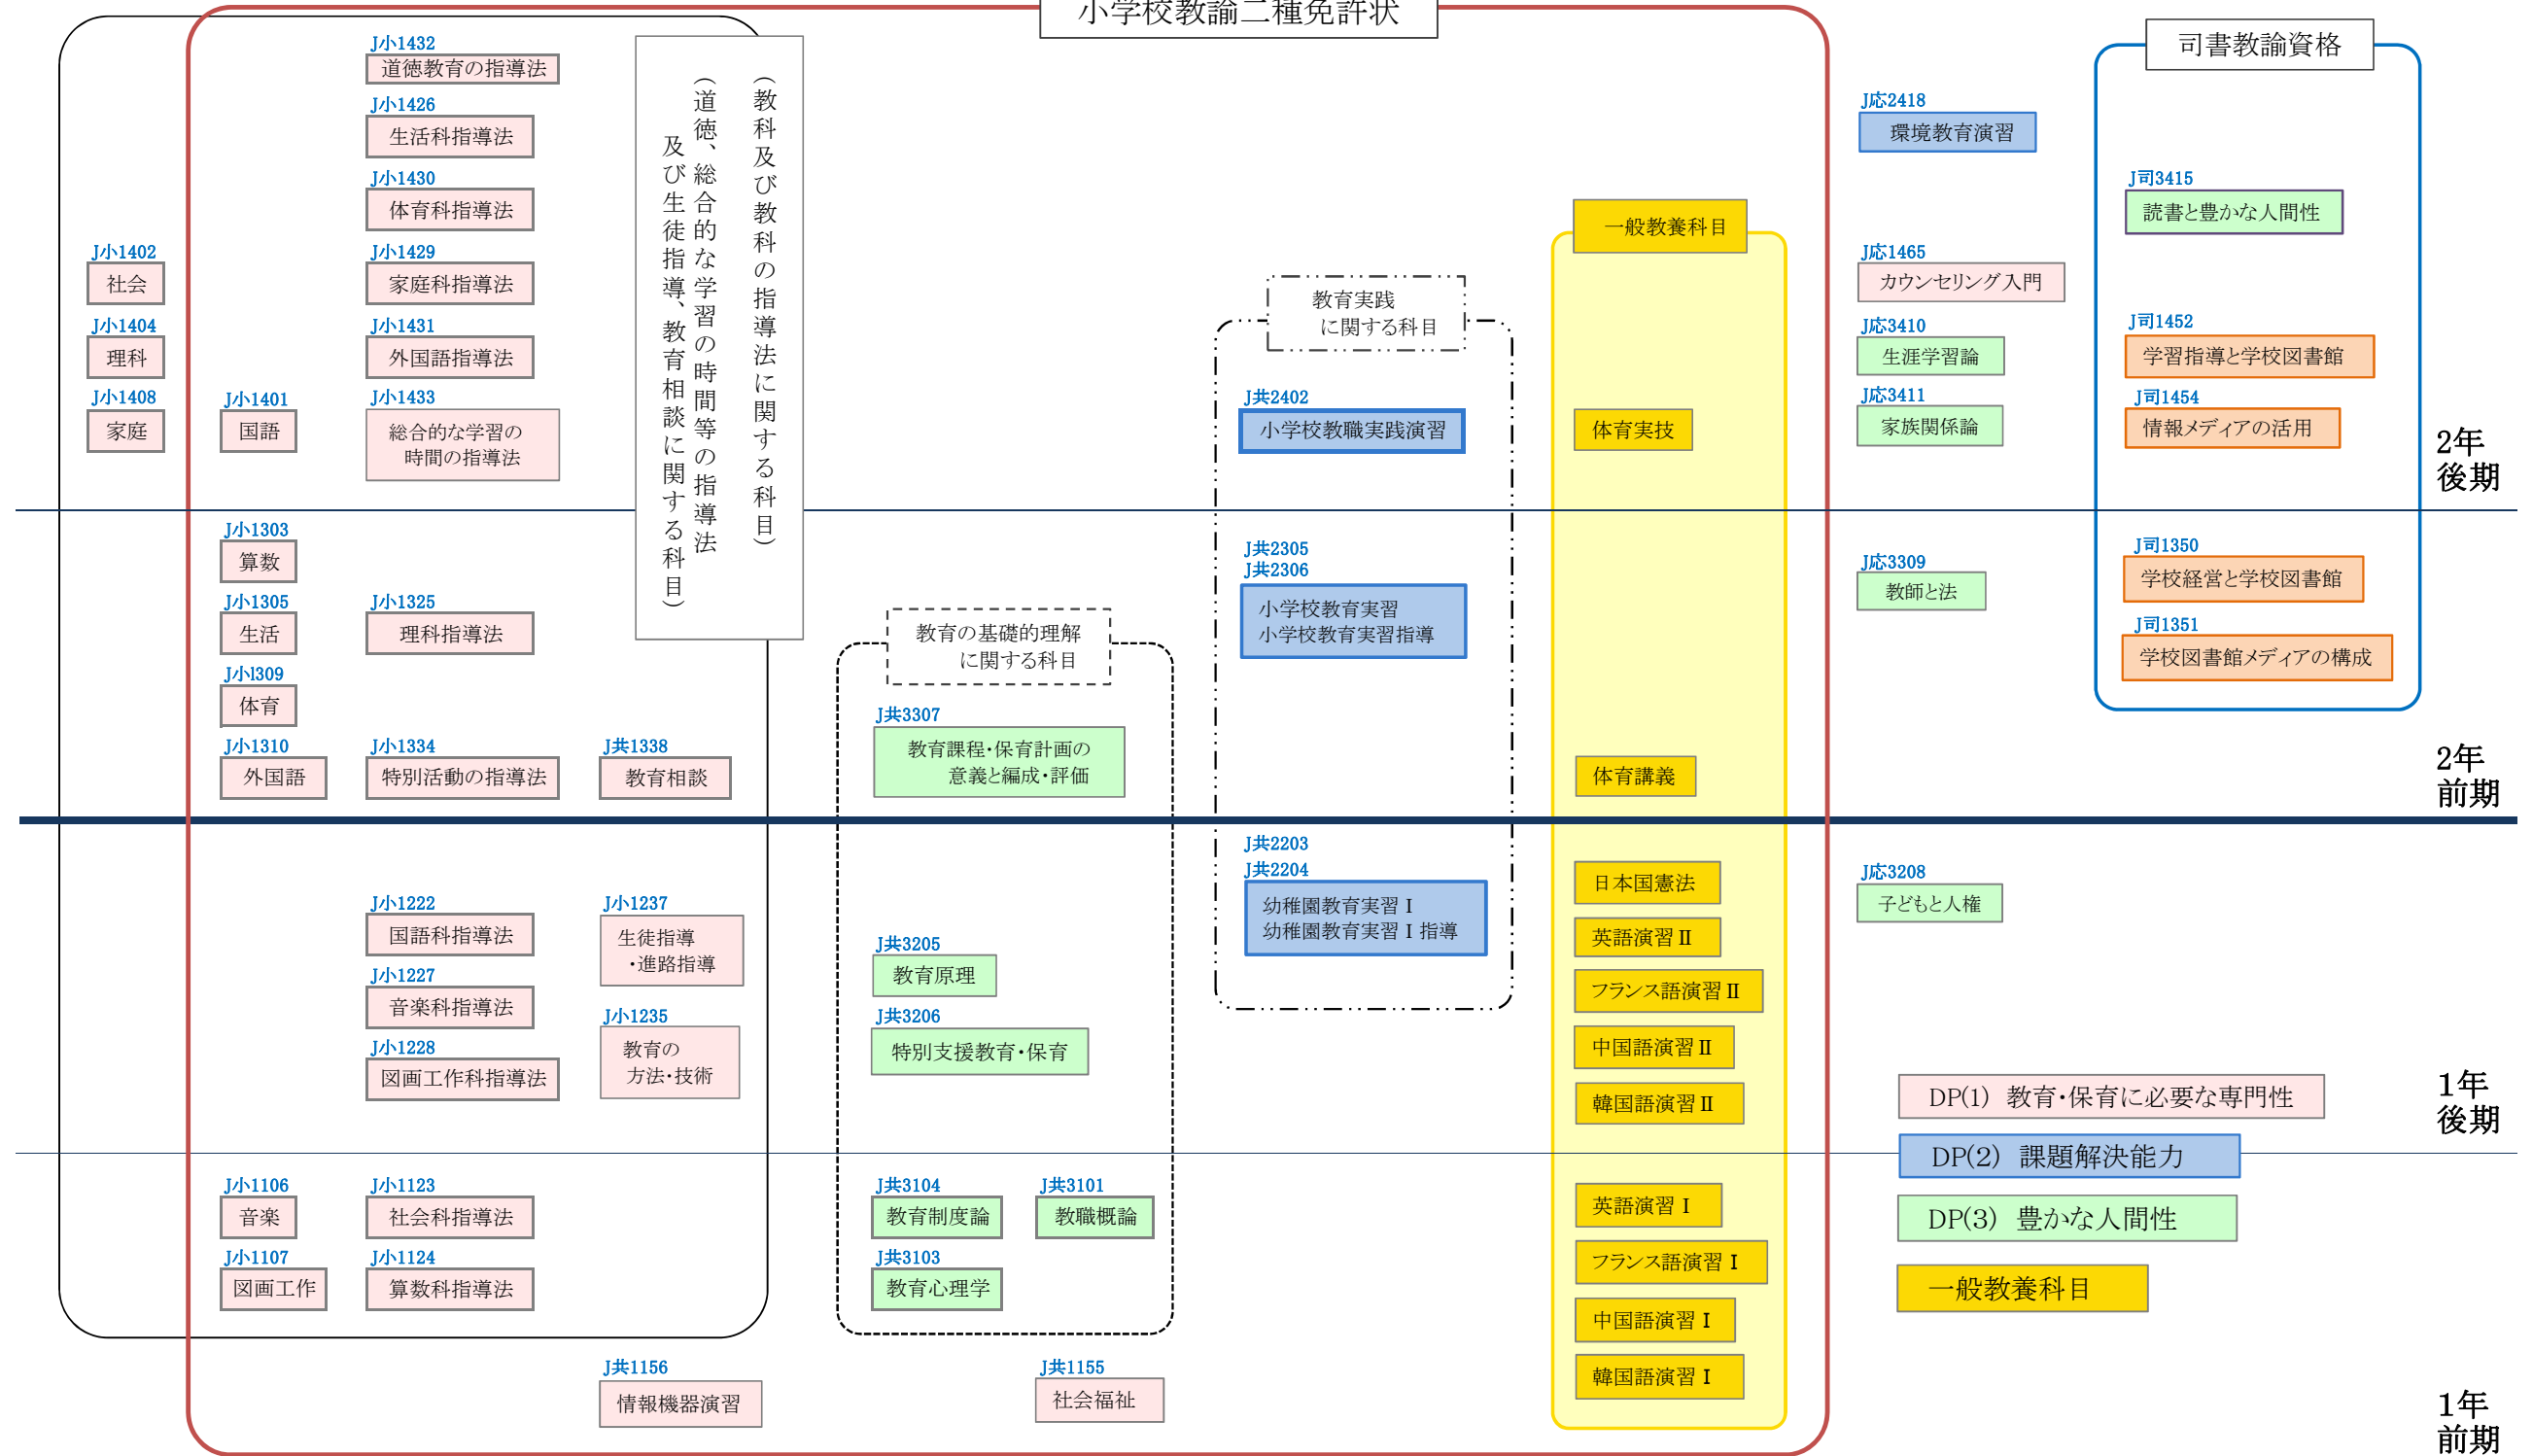 小学校教諭二種免許状
司書教諭資格
J小1432
道徳教育の指導法
J小1426
生活科指導法
J小1430
体育科指導法
J小1429
家庭科指導法
J小1431
外国語指導法
J小1433
総合的な学習の
時間の指導法
J小1402
社会
J小1404
理科
J小1408
家庭
J小1401
国語
(教科及び教科の指導法に関する科目)
(道徳、総合的な学習の時間等の指導法
及び生徒指導、教育相談に関する科目)
教育実践
に関する科目
J共2402
小学校教職実践演習
一般教養科目
体育実技
J応2418
環境教育演習
J応1465
カウンセリング入門
J応3410
生涯学習論
J応3411
家族関係論
J司3415
読書と豊かな人間性
J司1452
学習指導と学校図書館
J司1454
情報メディアの活用
2年
後期
J小1303
算数
J小1305
生活
J小l309
体育
J小1310
外国語
J小1325
理科指導法
J小1334
特別活動の指導法
J共1338
教育相談
教育の基礎的理解
に関する科目
J共3307
教育課程・保育計画の
意義と編成・評価
J共2305
J共2306
小学校教育実習
小学校教育実習指導
体育講義
J応3309
教師と法
J司1350
学校経営と学校図書館
J司1351
学校図書館メディアの構成
2年
前期
J小1222
国語科指導法
J小1227
音楽科指導法
J小1228
図画工作科指導法
J小1237
生徒指導
・進路指導
J小1235
教育の
方法・技術
J共3205
教育原理
J共3206
特別支援教育・保育
J共2203
J共2204
幼稚園教育実習Ⅰ
幼稚園教育実習Ⅰ指導
日本国憲法
英語演習Ⅱ
フランス語演習Ⅱ
中国語演習Ⅱ
韓国語演習Ⅱ
J応3208
子どもと人権
DP(1) 教育・保育に必要な専門性
DP(2) 課題解決能力
DP(3) 豊かな人間性
一般教養科目
1年
後期
J小1106
音楽
J小1107
図画工作
J小1123
社会科指導法
J小1124
算数科指導法
J共3104
教育制度論
J共3101
教職概論
J共3103
教育心理学
J共1156
情報機器演習
J共1155
社会福祉
英語演習Ⅰ
フランス語演習Ⅰ
中国語演習Ⅰ
韓国語演習Ⅰ
1年
前期